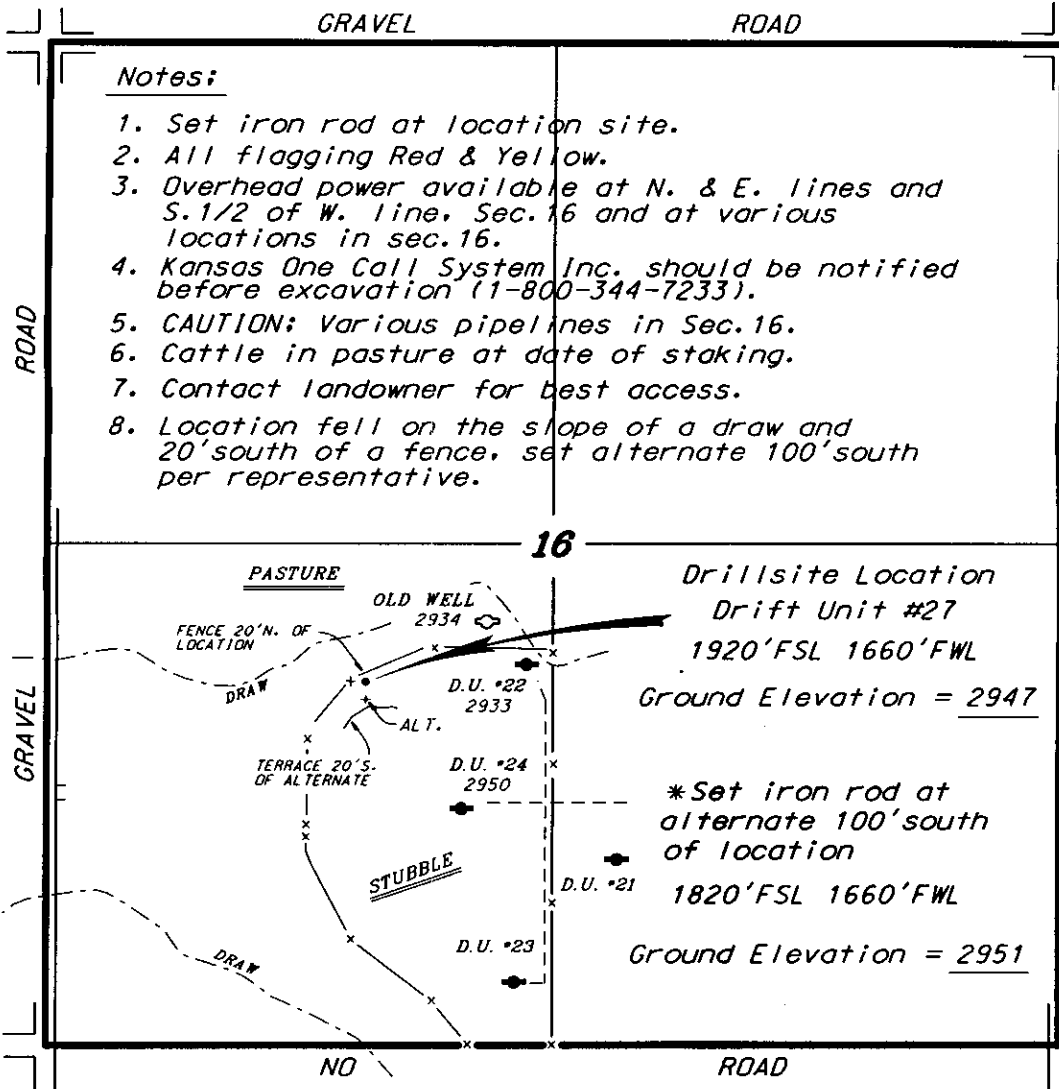 GRAVEL ROAD
Notes:
1. Set iron rod at location site.
2. All flagging Red & Yellow.
3. Overhead power available at N. & E. lines and
S. 1/2 of W. line, Sec. 16 and at various
locations in sec. 16.
4. Kansas One Call System Inc. should be notified
before excavation (1-800-344-7233).
5. CAUTION: Various pipelines in Sec. 16.
6. Cattle in pasture at date of staking.
7. Contact landowner for best access.
8. Location fell on the slope of a draw and
20' south of a fence, set alternate 100' south
per representative.
ROAD
GRAVEL
16
PASTURE
OLD WELL
2934
FENCE 20'N. OF
LOCATION
DRAW
D.U. #22
2933
ALT.
TERRACE 20'S.
OF ALTERNATE
D.U. #24
2950
STUBBLE
D.U. #21
D.U. #23
DRAW
Drillsite Location
Drift Unit #27
1920'FSL 1660'FWL
Ground Elevation = 2947
*Set iron rod at
alternate 100' south
of location
1820'FSL 1660'FWL
Ground Elevation = 2951
NO ROAD